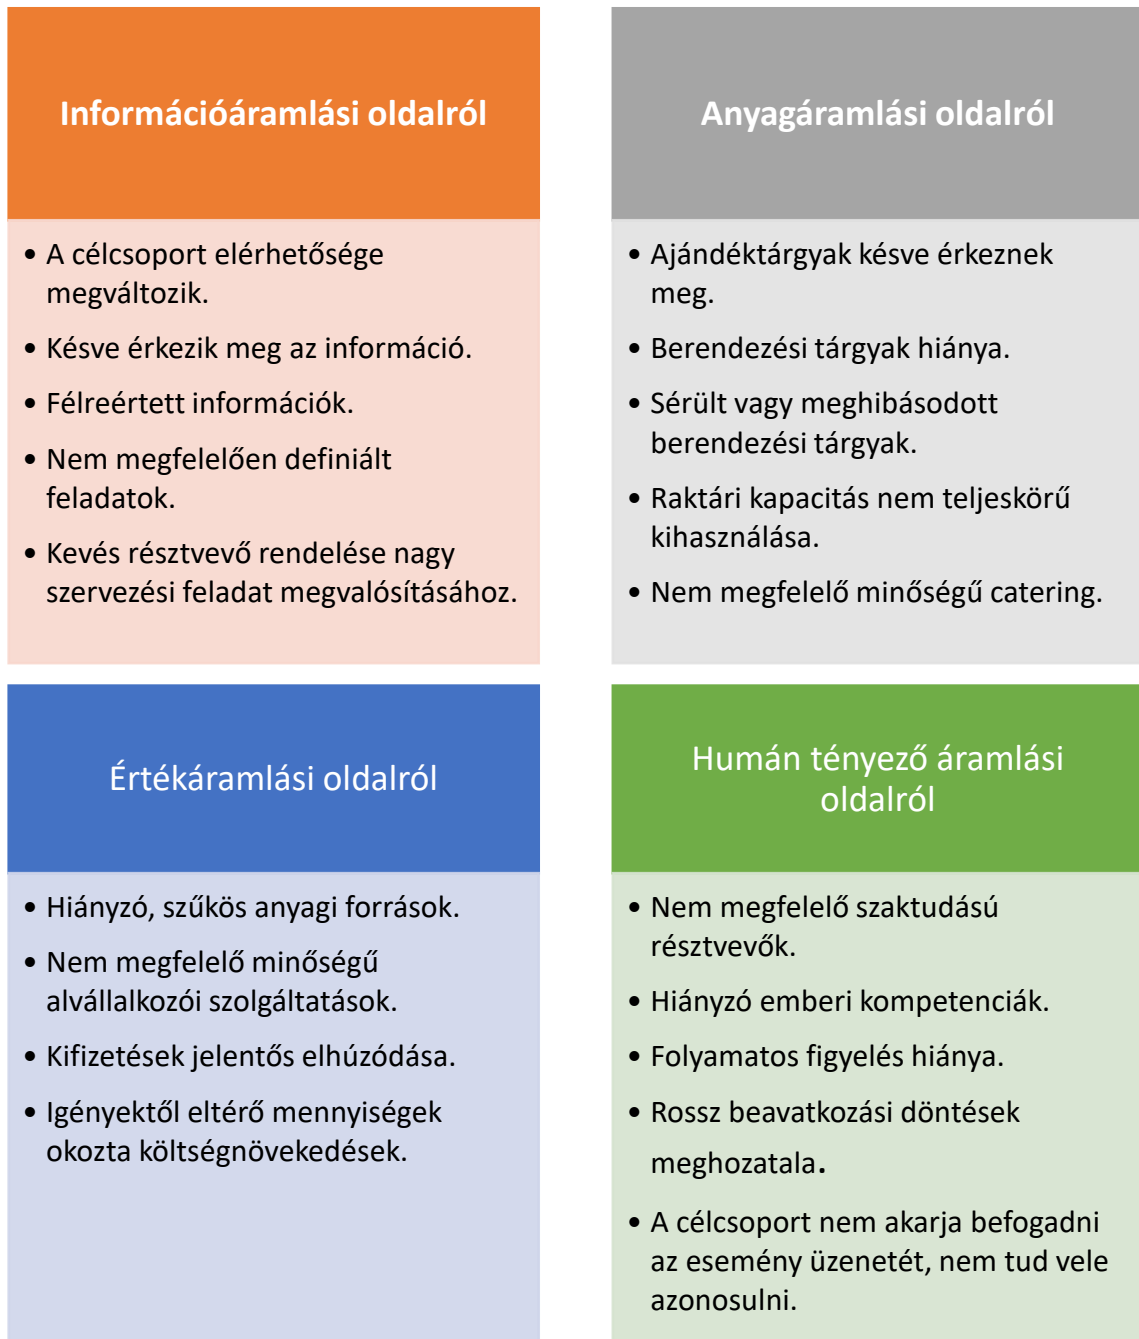 Információáramlási oldalról
• A célcsoport elérhetősége
megváltozik.
• Késve érkezik meg az információ.
• Félreértett információk.
• Nem megfelelően definiált
feladatok.
• Kevés résztvevő rendelése nagy
szervezési feladat megvalósításához.
Anyagáramlási oldalról
• Ajándéktárgyak késve érkeznek
meg.
• Berendezési tárgyak hiánya.
• Sérült vagy meghibásodott
berendezési tárgyak.
• Raktári kapacitás nem teljeskörű
kihasználása.
• Nem megfelelő minőségű catering.
Értékáramlási oldalról
• Hiányzó, szűkös anyagi források.
• Nem megfelelő minőségű
alvállalkozói szolgáltatások.
• Kifizetések jelentős elhúzódása.
• Igényektől eltérő mennyiségek
okozta költségnövekedések.
Humán tényező áramlási
oldalról
• Nem megfelelő szaktudású
résztvevők.
• Hiányzó emberi kompetenciák.
• Folyamatos figyelés hiánya.
• Rossz beavatkozási döntések
meghozatala.
• A célcsoport nem akarja befogadni
az esemény üzenetét, nem tud vele
azonosulni.